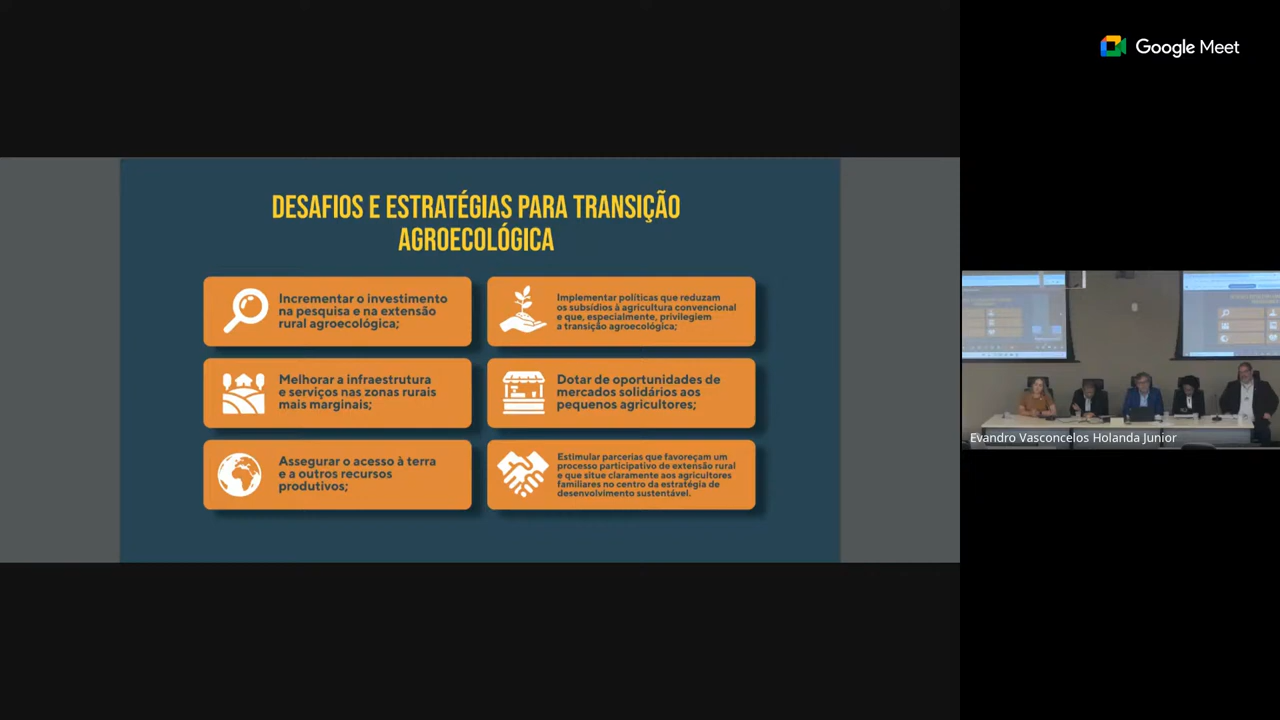 DESAFIOS E ESTRATÉGIAS PARA TRANSIÇÃO
AGROECOLÓGICA
Incrementar o investimento
na pesquisa e na extensão
rural agroecológica;
Implementar políticas que reduzam
os subsídios à agricultura convencional
e que, especialmente, privilegiem
a transição agroecológica;
Melhorar a infraestrutura
e serviços nas zonas rurais
mais marginais;
Dotar de oportunidades de
mercados solidários aos
pequenos agricultores;
Assegurar o acesso à terra
e a outros recursos
produtivos;
Estimular parcerias que favoreçam um
processo participativo de extensão rural
e que situe claramente aos agricultores
familiares no centro da estratégia de
desenvolvimento sustentável.
Google Meet
Evandro Vasconcelos Holanda Junior